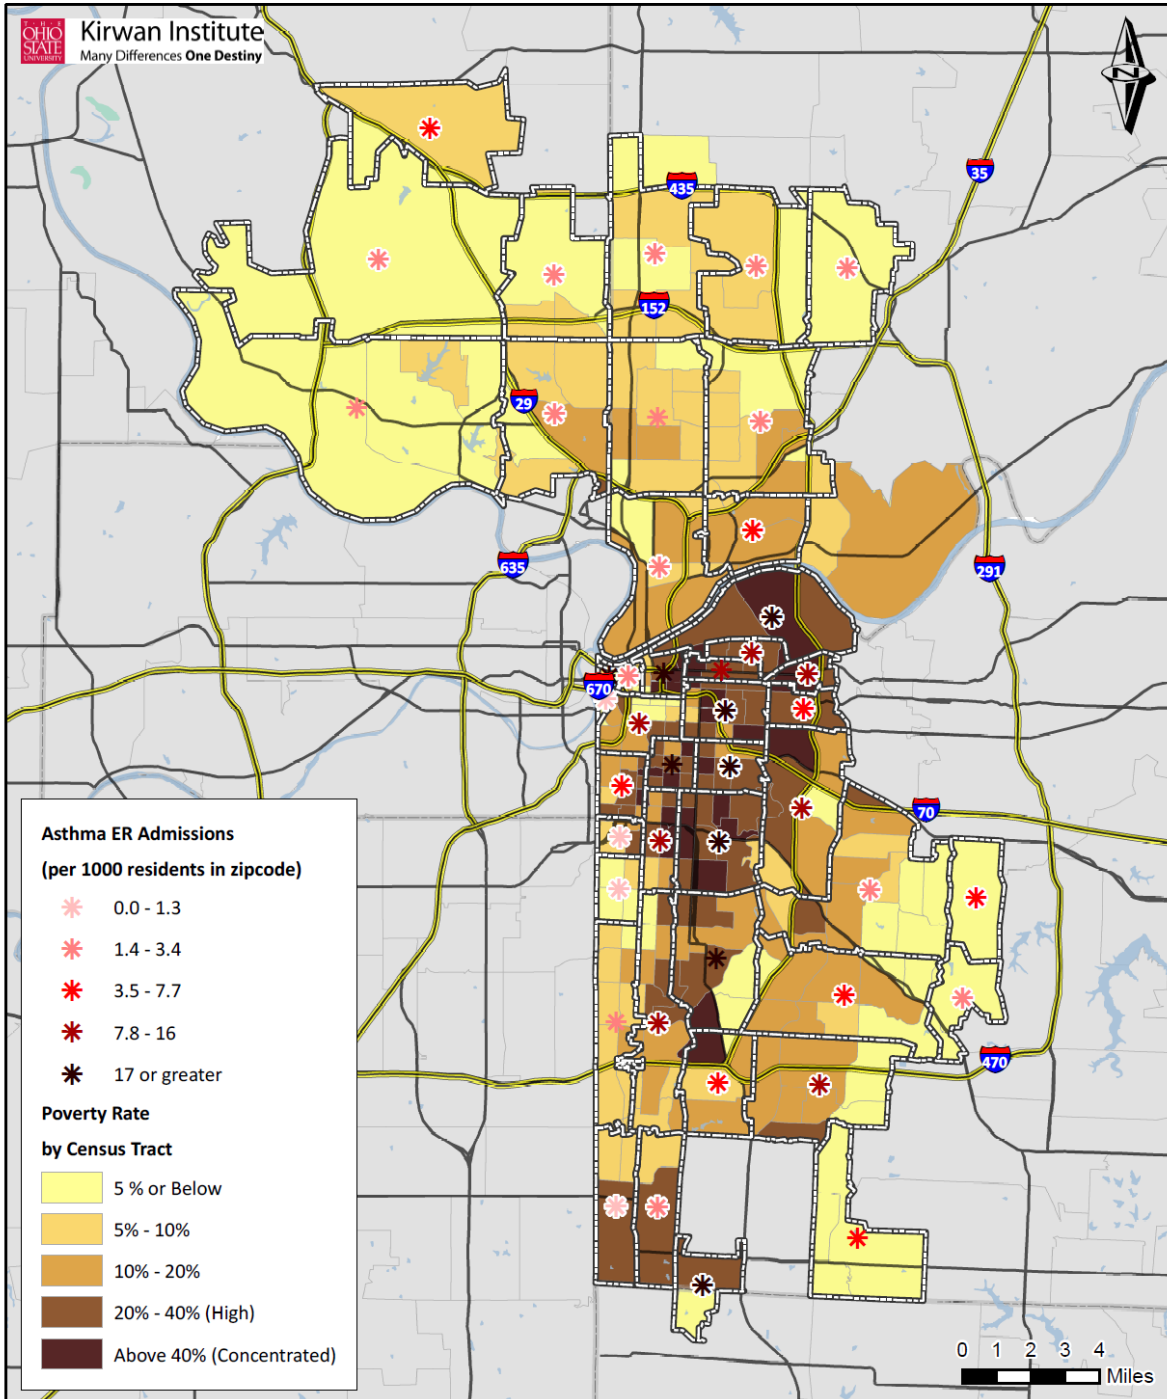 THE
OHIO
STATE
UNIVERSITY
Kirwan Institute
Many Differences One Destiny
N
35
435
152
29
635
291
670
70
470
Asthma ER Admissions
(per 1000 residents in zipcode)
0.0 - 1.3
1.4 - 3.4
3.5 - 7.7
7.8 - 16
17 or greater
Poverty Rate
by Census Tract
5 % or Below
5% - 10%
10% - 20%
20% - 40% (High)
Above 40% (Concentrated)
0 1 2 3 4
Miles